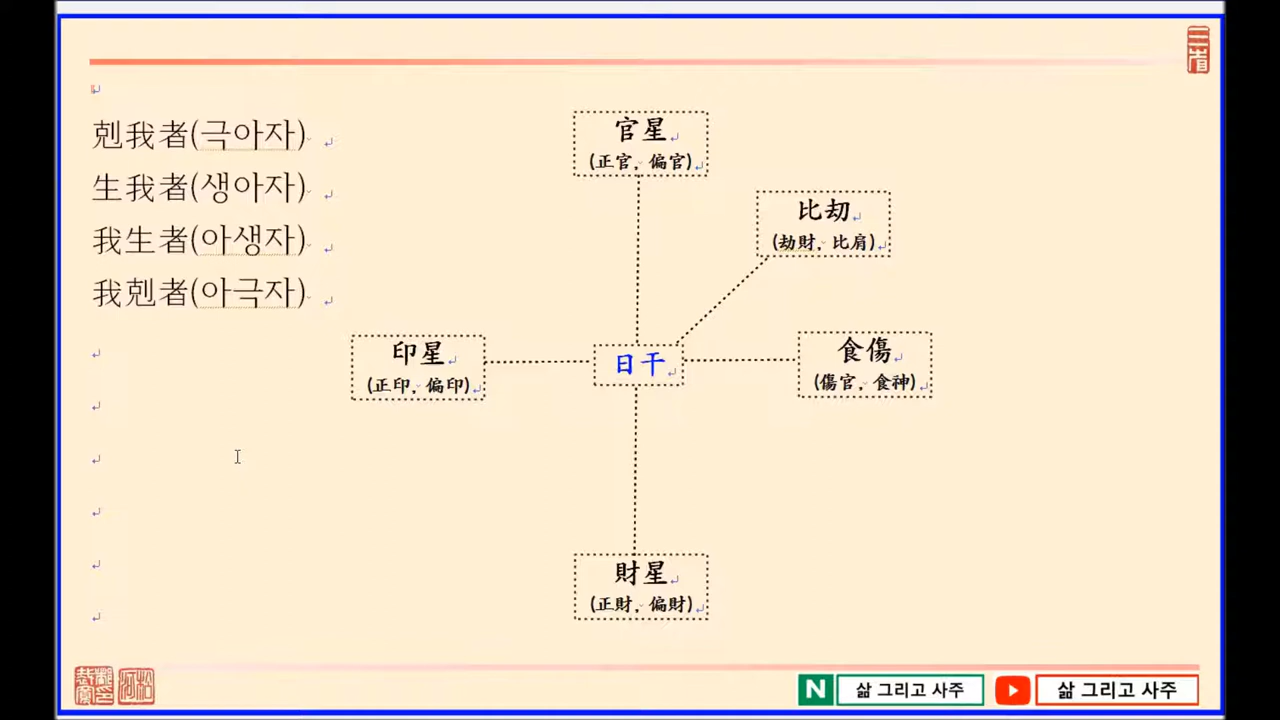 剋我者(극아자)
生我者(생아자)
我生者(아생자)
我剋者(아극자)
官星
(正官, 偏官)
比劫
(劫財, 比肩)
印星
(正印, 偏印)
日干
食傷
(傷官, 食神)
財星
(正財, 偏財)
N 삶 그리고 사주
삶 그리고 사주